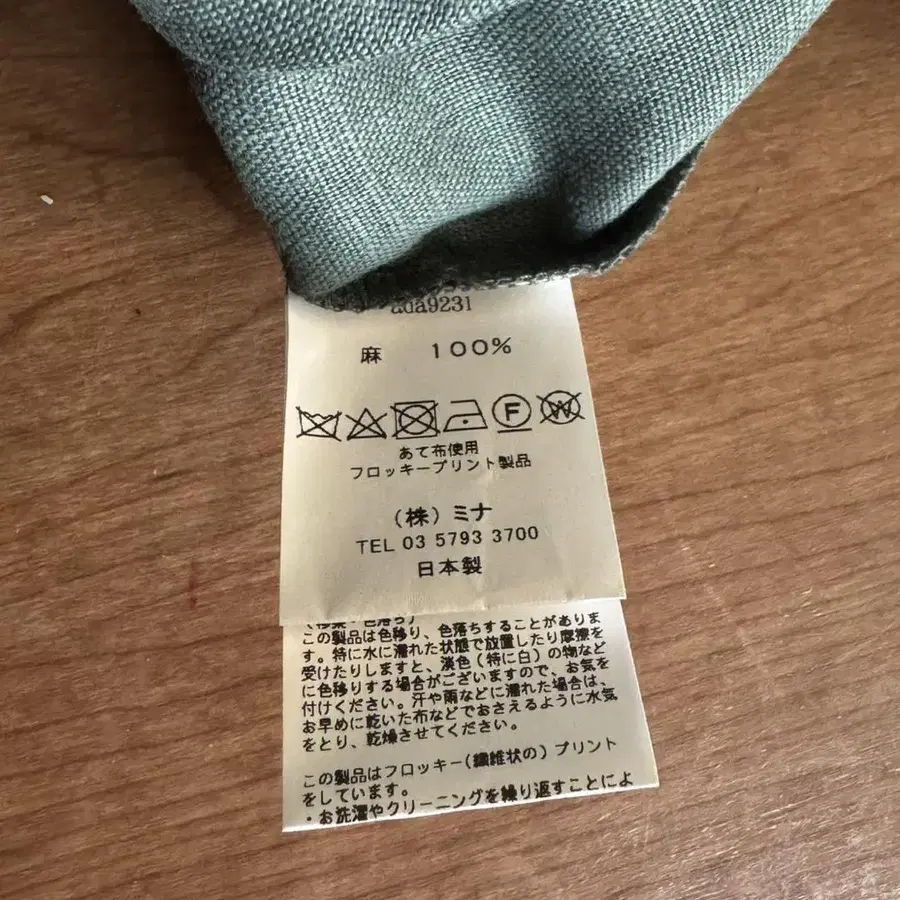 ada9231
麻 100%
F
W
あて布使用
フロッキープリント製品
(株)ミナ
TEL 03 5793 3700
日本製
この製品は色移り、色落ちすることがありま
す。特に水に濡れた状態で放置したり摩擦を
受けたりしますと、淡色(特に白)の物など
に色移りする場合がございますので、お気を
付けください。汗や雨などに濡れた場合は、
お早めに乾いた布などでおさえるように水気
をとり、乾燥させてください。
この製品はフロッキー(繊維状の)プリント
をしています。
・お洗濯やクリーニングを繰り返すことによ